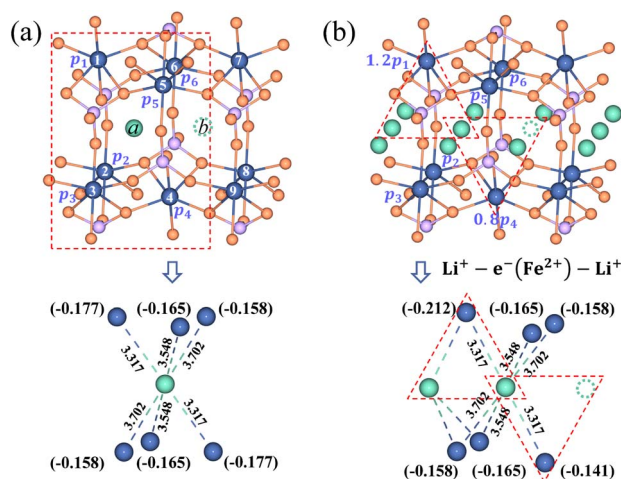 (a)
(b)
1
p₁
6
p₆
5
p₅
7
a
b
2
p₂
3
p₃
4
p₄
8
9
1.2p₁
p₆
p₅
p₂
p₃
0.8p₄
Li⁺ − e⁻(Fe²⁺) − Li⁺
(-0.177) (-0.165) (-0.158)
3.317 3.548 3.702
3.702 3.548 3.317
(-0.158) (-0.165) (-0.177)
(-0.212) (-0.165) (-0.158)
3.317 3.548 3.702
3.702 3.548 3.317
(-0.158) (-0.165) (-0.141)